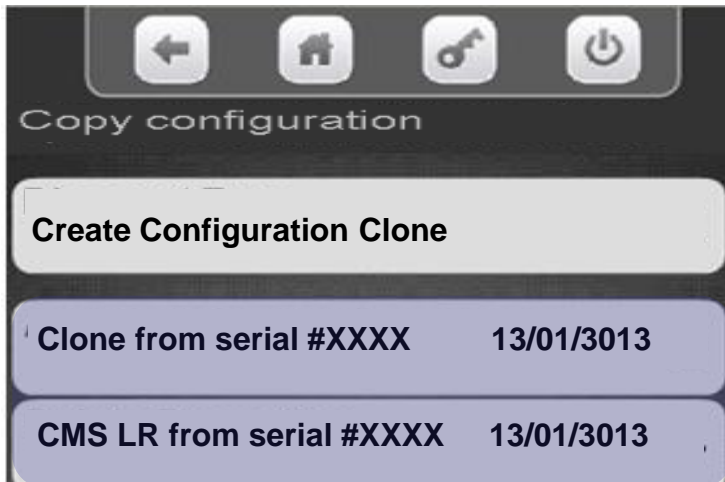 Copy configuration
Create Configuration Clone
Clone from serial #XXXX 13/01/3013
CMS LR from serial #XXXX 13/01/3013